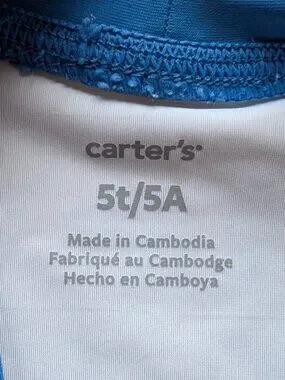 carter's
5t/5A
Made in Cambodia
Fabriqué au Cambodge
Hecho en Camboya